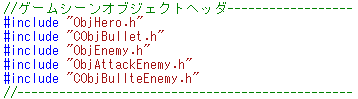 //ゲームシーンオブジェクトヘッダ------------------
#include "ObjHero.h"
#include "CObjBullet.h"
#include "ObjEnemy.h"
#include "ObjAttackEnemy.h"
#include "CObjBullteEnemy.h"
//------------------------------------------------